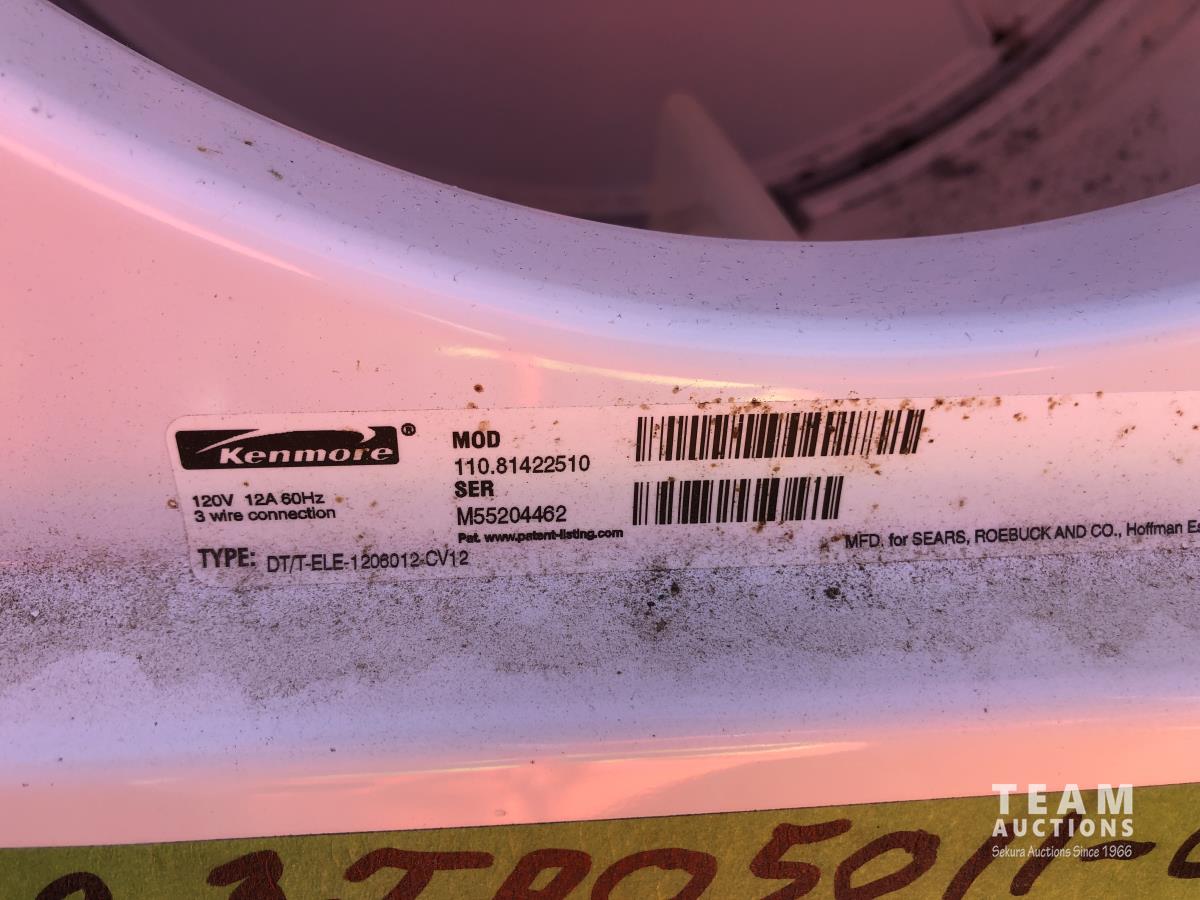 Kenmore®
120V 12A 60Hz
3 wire connection
TYPE: DT/T-ELE-1206012-CV12
MOD
110.81422510
SER
M55204462
Pat. www.patent-listing.com
MFD. for SEARS, ROEBUCK AND CO., Hoffman Es
TEAM
AUCTIONS
Sekura Auctions Since 1966